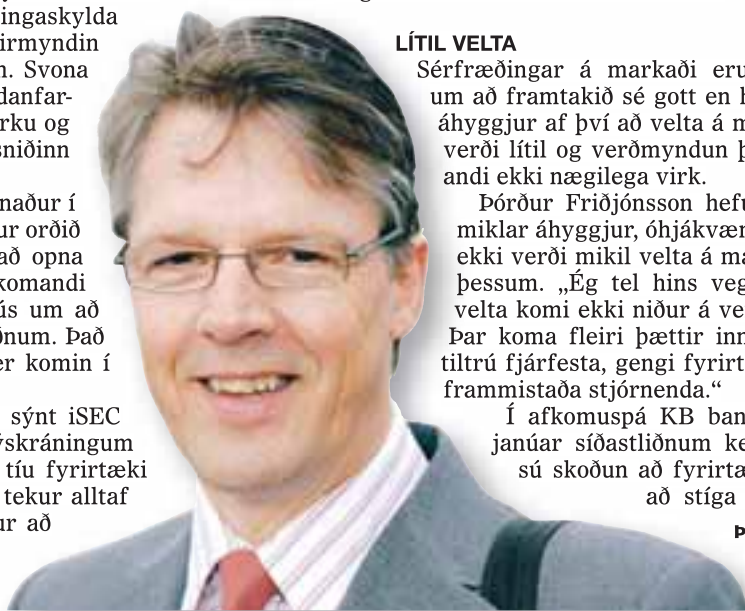 ingaskylda
irmyndin
Svona
danfar-
rku og
sniðinn
naður í
ur orðið
að opna
komandi
ús um að
ðnum. Það
er komin í
sýnt iSEC
ýskráningum
tíu fyrirtæki
tekur alltaf
ur að
LÍTIL VELTA
Sérfræðingar á markaði eru
um að framtakið sé gott en h
áhyggjur af því að velta á m
verði lítil og verðmyndun þ
andi ekki nægilega virk.
Þórður Friðjónsson hefu
miklar áhyggjur, óhjákvæm
ekki verði mikil velta á ma
þessum. „Ég tel hins veg
velta komi ekki niður á ve
Þar koma fleiri þættir inn
tiltrú fjárfesta, gengi fyrirt
frammistaða stjórnenda.“
Í afkomuspá KB ban
janúar síðastliðnum ke
sú skoðun að fyrirtæ
að stíga